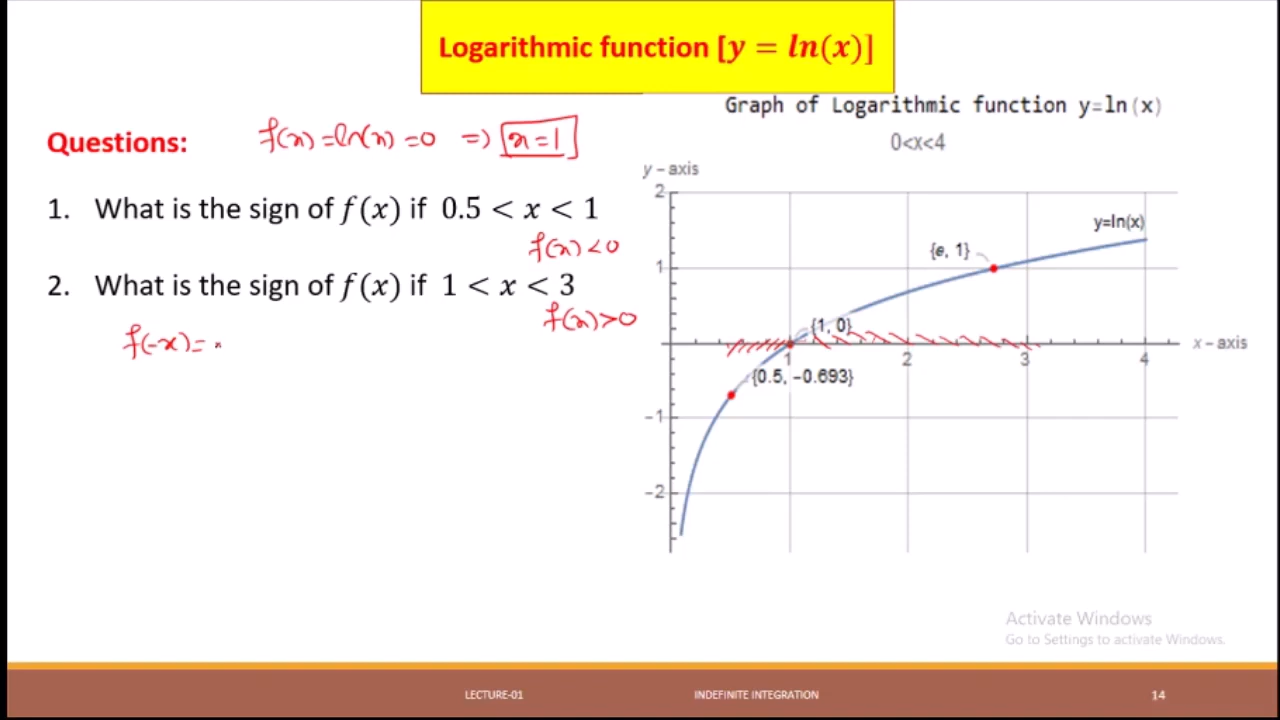 Logarithmic function [y = ln(x)]
Graph of Logarithmic function y=ln(x)
0<x<4
Questions: f(x)=ln(x)=0 => x=1
1. What is the sign of f(x) if 0.5 < x < 1
f(x)<0
2. What is the sign of f(x) if 1 < x < 3
f(x)>0
f(-x)=
y-axis
2
y=ln(x)
{e, 1}
1
{1, 0}
x-axis
1 2 3 4
{0.5, -0.693}
-1
-2
Activate Windows
Go to Settings to activate Windows.
LECTURE-01 INDEFINITE INTEGRATION 14